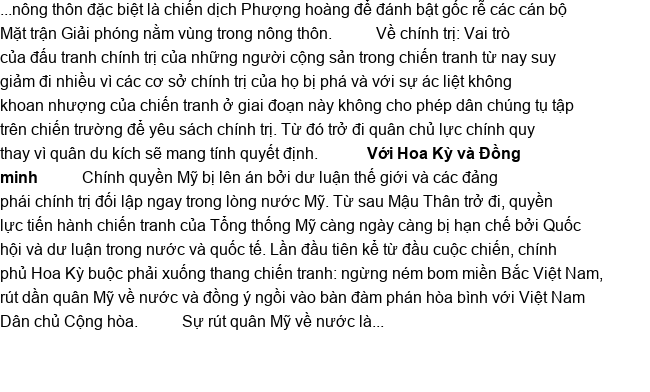 ...nông thôn đặc biệt là chiến dịch Phượng hoàng để đánh bật gốc rễ các cán bộ
Mặt trận Giải phóng nằm vùng trong nông thôn. Về chính trị: Vai trò
của đấu tranh chính trị của những người cộng sản trong chiến tranh từ nay suy
giảm đi nhiều vì các cơ sở chính trị của họ bị phá và với sự ác liệt không
khoan nhượng của chiến tranh ở giai đoạn này không cho phép dân chúng tụ tập
trên chiến trường để yêu sách chính trị. Từ đó trở đi quân chủ lực chính quy
thay vì quân du kích sẽ mang tính quyết định. Với Hoa Kỳ và Đồng
minh Chính quyền Mỹ bị lên án bởi dư luận thế giới và các đảng
phái chính trị đối lập ngay trong lòng nước Mỹ. Từ sau Mậu Thân trở đi, quyền
lực tiến hành chiến tranh của Tổng thống Mỹ càng ngày càng bị hạn chế bởi Quốc
hội và dư luận trong nước và quốc tế. Lần đầu tiên kể từ đầu cuộc chiến, chính
phủ Hoa Kỳ buộc phải xuống thang chiến tranh: ngừng ném bom miền Bắc Việt Nam,
rút dần quân Mỹ về nước và đồng ý ngồi vào bàn đàm phán hòa bình với Việt Nam
Dân chủ Cộng hòa. Sự rút quân Mỹ về nước là...